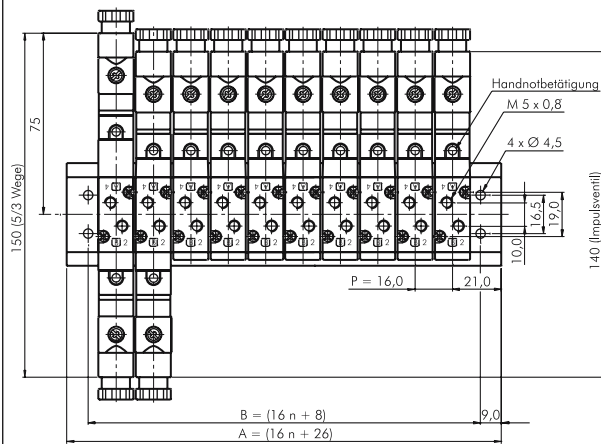 Handnotbetätigung
M 5 x 0,8
4 x Ø 4,5
75
150 (5/3 Wege)
16,5
19,0
10,0
140 (Impulsventil)
P = 16,0
21,0
B = (16 n + 8)
9,0
A = (16 n + 26)